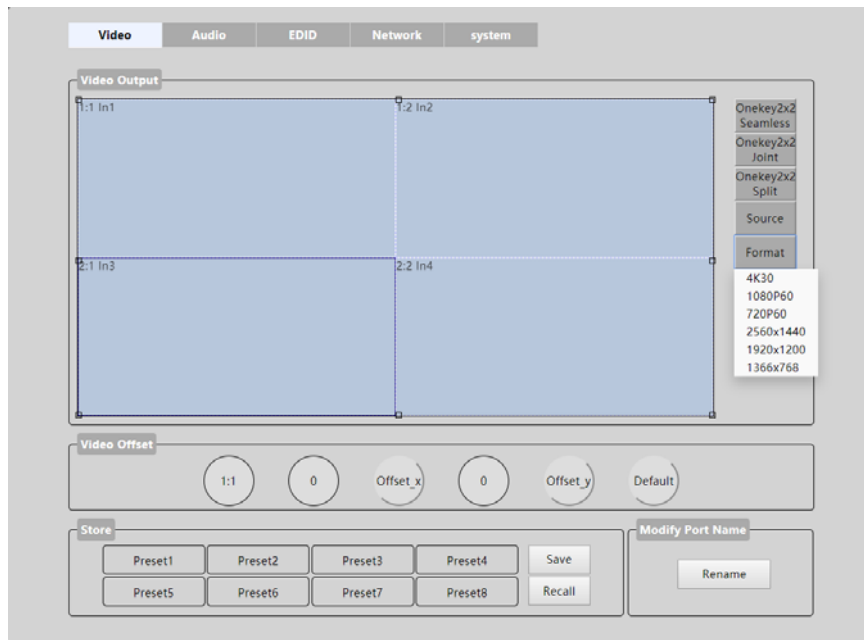 Video Audio EDID Network system
Video Output
1:1 In1 1:2 In2
Onekey2x2
Seamless
Onekey2x2
Joint
Onekey2x2
Split
Source
Format
2:1 In3 2:2 In4
4K30
1080P60
720P60
2560x1440
1920x1200
1366x768
Video Offset
1:1 0 Offset_x 0 Offset_y Default
Store
Preset1 Preset2 Preset3 Preset4 Save
Preset5 Preset6 Preset7 Preset8 Recall
Modify Port Name
Rename